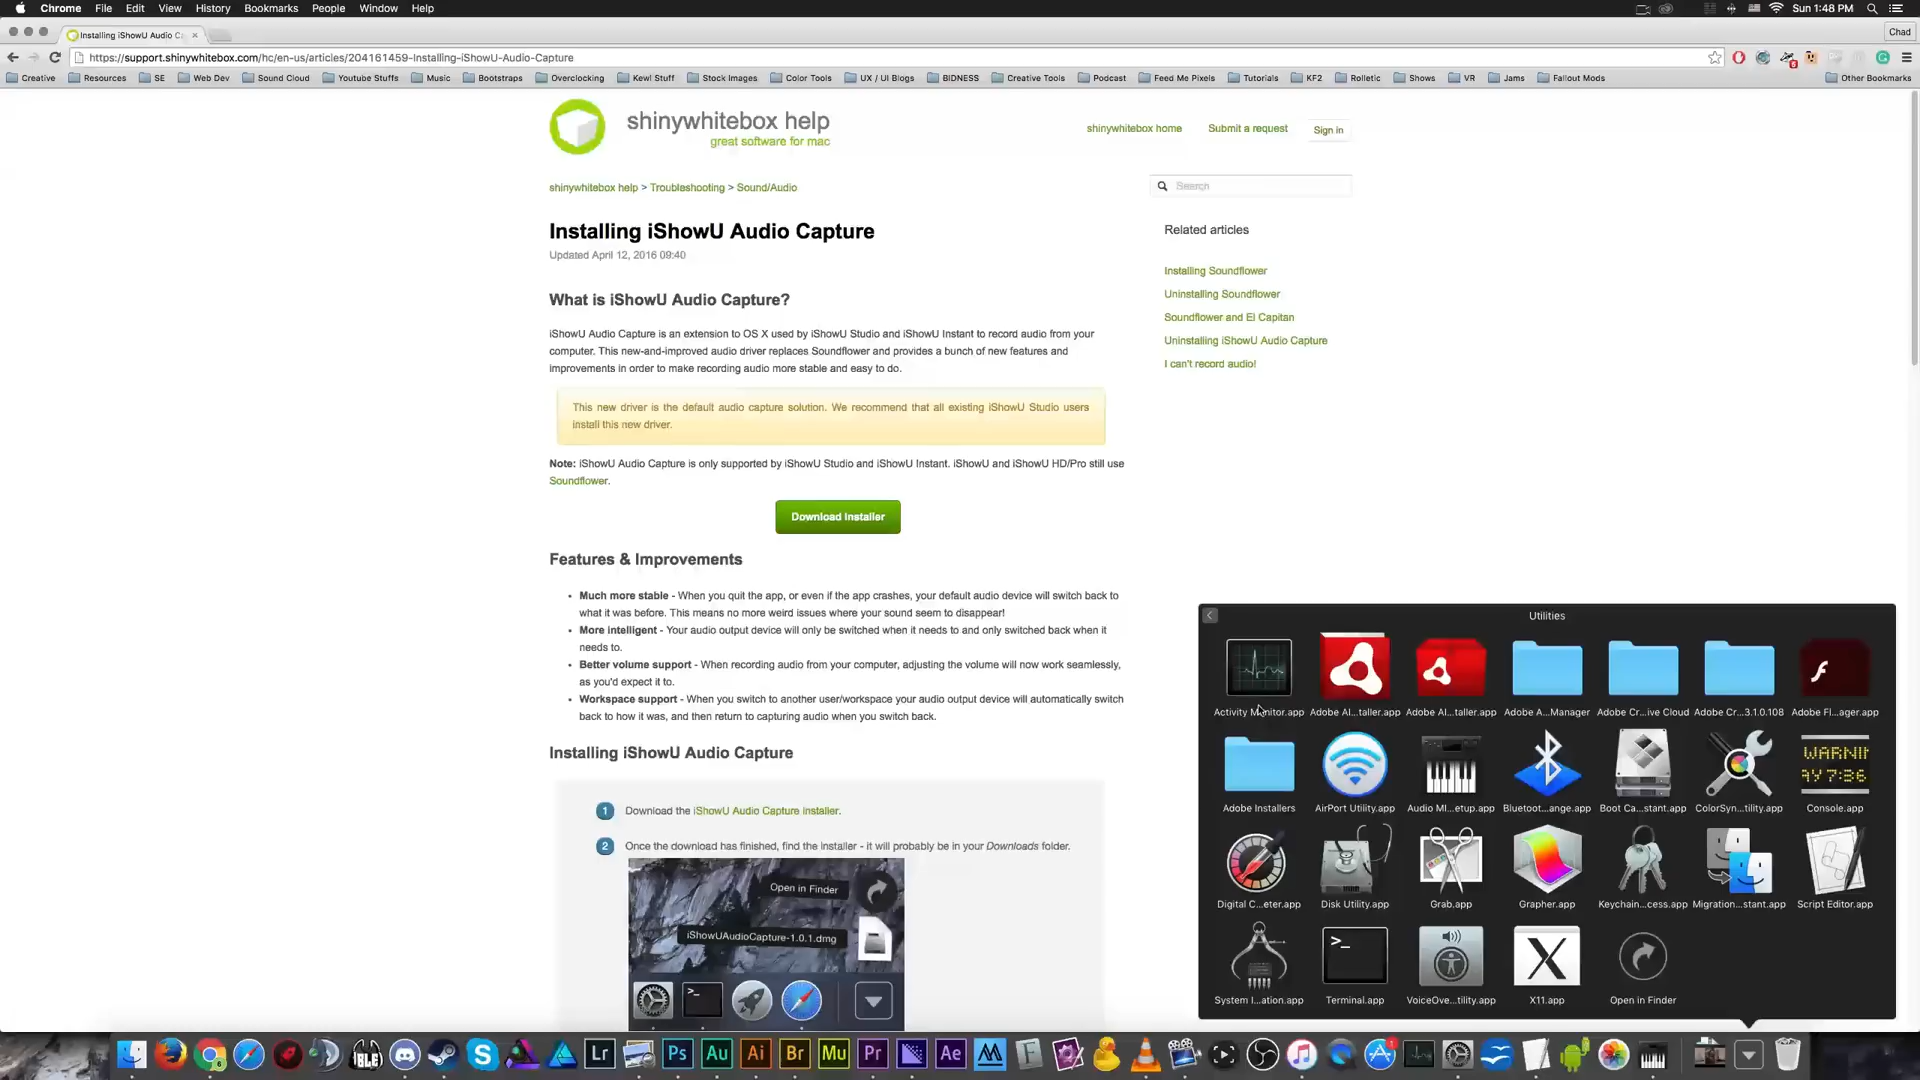 Chrome File Edit View History Bookmarks People Window Help
Sun 1:48 PM
Installing iShowU Audio C
Chad
https://support.shinywhitebox.com/hc/en-us/articles/204161459-Installing-iShowU-Audio-Capture
Creative Resources SE Web Dev Sound Cloud Youtube Stuffs Music Bootstraps Overclocking Kewl Stuff Stock Images Color Tools UX / UI Blogs BIDNESS Creative Tools Podcast Feed Me Pixels Tutorials KF2 Rolletic Shows VR Jams Fallout Mods Other Bookmarks
shinywhitebox help
great software for mac
shinywhitebox home Submit a request Sign in
shinywhitebox help > Troubleshooting > Sound/Audio
Search
Installing iShowU Audio Capture
Updated April 12, 2016 09:40
What is iShowU Audio Capture?
iShowU Audio Capture is an extension to OS X used by iShowU Studio and iShowU Instant to record audio from your
computer. This new-and-improved audio driver replaces Soundflower and provides a bunch of new features and
improvements in order to make recording audio more stable and easy to do.
This new driver is the default audio capture solution. We recommend that all existing iShowU Studio users
install this new driver.
Note: iShowU Audio Capture is only supported by iShowU Studio and iShowU Instant. iShowU and iShowU HD/Pro still use
Soundflower.
Download Installer
Features & Improvements
• Much more stable - When you quit the app, or even if the app crashes, your default audio device will switch back to
what it was before. This means no more weird issues where your sound seem to disappear!
• More intelligent - Your audio output device will only be switched when it needs to and only switched back when it
needs to.
• Better volume support - When recording audio from your computer, adjusting the volume will now work seamlessly,
as you'd expect it to.
• Workspace support - When you switch to another user/workspace your audio output device will automatically switch
back to how it was, and then return to capturing audio when you switch back.
Installing iShowU Audio Capture
1 Download the iShowU Audio Capture installer.
2 Once the download has finished, find the installer - it will probably be in your Downloads folder.
Open in Finder
iShowUAudioCapture-1.0.1.dmg
Related articles
Installing Soundflower
Uninstalling Soundflower
Soundflower and El Capitan
Uninstalling iShowU Audio Capture
I can't record audio!
Utilities
Activity Monitor.app Adobe AI...taller.app Adobe AI...taller.app Adobe A...Manager Adobe Cr...ive Cloud Adobe Cr...3.1.0.108 Adobe Fl...ager.app
WARNIN
AY 7:36
Adobe Installers AirPort Utility.app Audio MI...etup.app Bluetoot...ange.app Boot Ca...stant.app ColorSyn...tility.app Console.app
Digital C...eter.app Disk Utility.app Grab.app Grapher.app Keychain...cess.app Migration...stant.app Script Editor.app
System I...ation.app Terminal.app VoiceOve...tility.app X11.app Open in Finder
Lr Ps Au Ai Br Mu Pr Ae